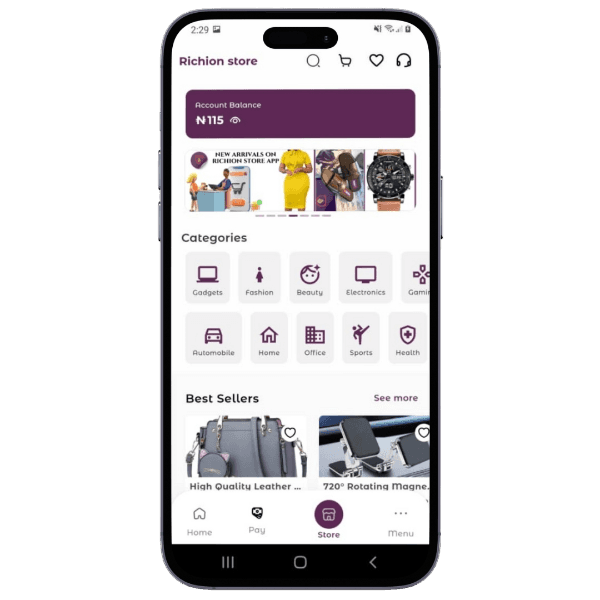 2:29
Richion store
Account Balance
₦115
NEW ARRIVALS ON
RICHION STORE APP
Categories
Gadgets Fashion Beauty Electronics Gamin
Automobile Home Office Sports Health
Best Sellers See more
High Quality Leather ... 720° Rotating Magne...
Home Pay Store Menu